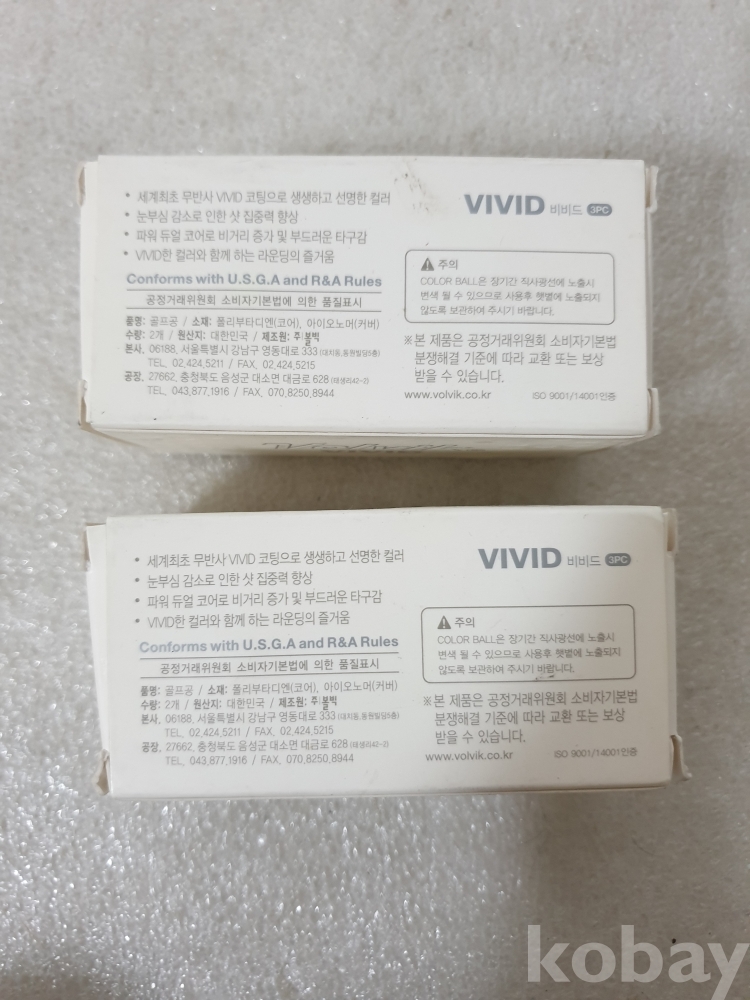 • 세계최초 무반사 VIVID 코팅으로 생생하고 선명한 컬러
• 눈부심 감소로 인한 샷 집중력 향상
• 파워 듀얼 코어로 비거리 증가 및 부드러운 타구감
• VIVID한 컬러와 함께 하는 라운딩의 즐거움
Conforms with U.S.G.A and R&A Rules
공정거래위원회 소비자기본법에 의한 품질표시
품명: 골프공 / 소재: 폴리부타디엔(코어), 아이오노머(커버)
수량: 2개 / 원산지: 대한민국 / 제조원: 주)볼빅
본사. 06188, 서울특별시 강남구 영동대로 333 (대치동,동원빌딩5층)
TEL. 02.424.5211 / FAX. 02.424.5215
공장. 27662, 충청북도 음성군 대소면 대금로 628 (태생리42-2)
TEL. 043.877.1916 / FAX. 070.8250.8944
VIVID 비비드 3PC
주의
COLOR BALL은 장기간 직사광선에 노출시
변색 될 수 있으므로 사용후 햇볕에 노출되지
않도록 보관하여 주시기 바랍니다.
※본 제품은 공정거래위원회 소비자기본법
분쟁해결 기준에 따라 교환 또는 보상
받을 수 있습니다.
www.volvik.co.kr ISO 9001/14001인증
• 세계최초 무반사 VIVID 코팅으로 생생하고 선명한 컬러
• 눈부심 감소로 인한 샷 집중력 향상
• 파워 듀얼 코어로 비거리 증가 및 부드러운 타구감
• VIVID한 컬러와 함께 하는 라운딩의 즐거움
Conforms with U.S.G.A and R&A Rules
공정거래위원회 소비자기본법에 의한 품질표시
품명: 골프공 / 소재: 폴리부타디엔(코어), 아이오노머(커버)
수량: 2개 / 원산지: 대한민국 / 제조원: 주)볼빅
본사. 06188, 서울특별시 강남구 영동대로 333 (대치동,동원빌딩5층)
TEL. 02.424.5211 / FAX. 02.424.5215
공장. 27662, 충청북도 음성군 대소면 대금로 628 (태생리42-2)
TEL. 043.877.1916 / FAX. 070.8250.8944
VIVID 비비드 3PC
주의
COLOR BALL은 장기간 직사광선에 노출시
변색 될 수 있으므로 사용후 햇볕에 노출되지
않도록 보관하여 주시기 바랍니다.
※본 제품은 공정거래위원회 소비자기본법
분쟁해결 기준에 따라 교환 또는 보상
받을 수 있습니다.
www.volvik.co.kr ISO 9001/14001인증
kobay